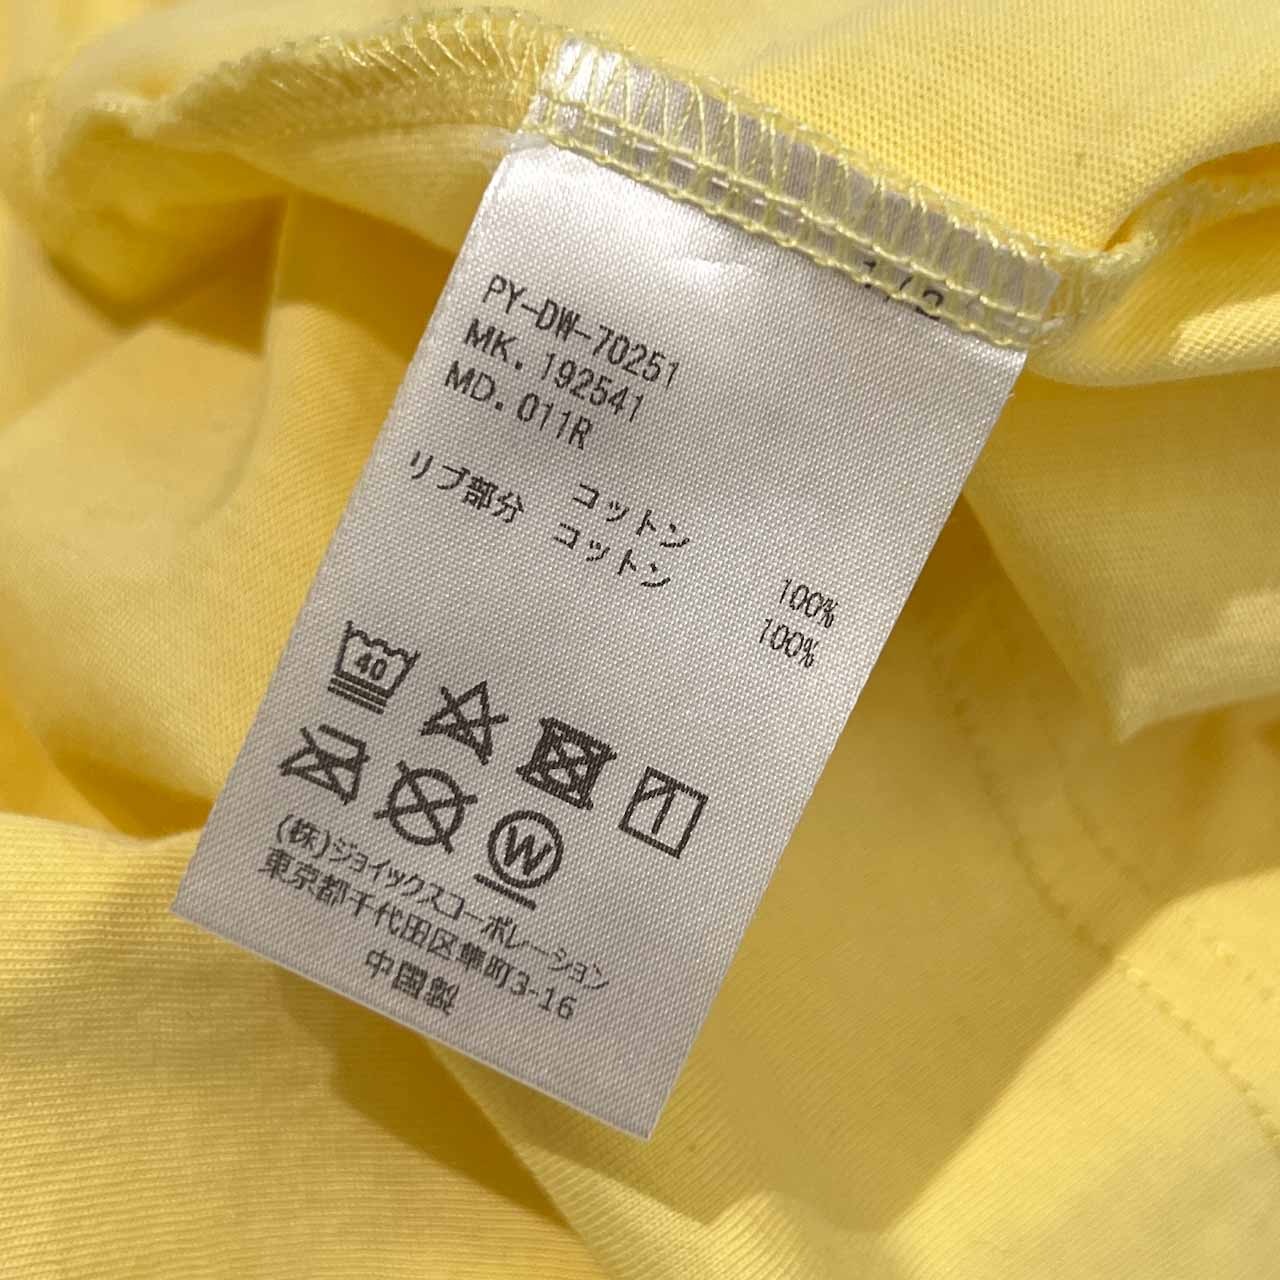 PY-DW-70251
MK. 192541
MD. 011R
コットン 100%
リブ部分 コットン 100%
40
W
(株)ジョイックスコーポレーション
東京都千代田区隼町3-16
中国製